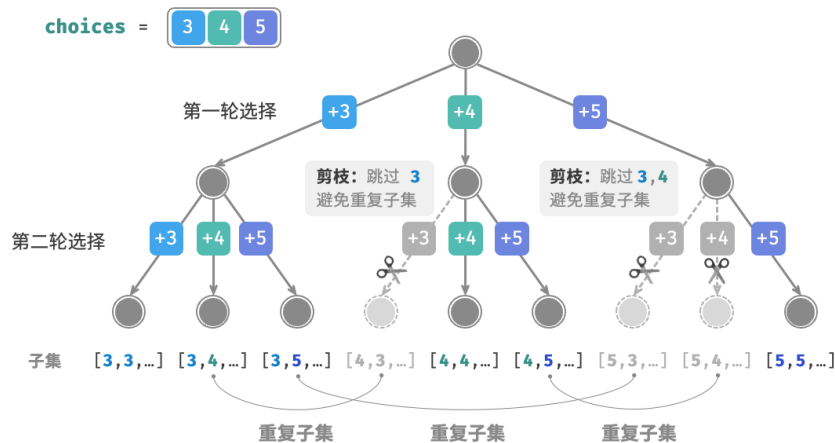 choices = 3 4 5
第一轮选择
+3 +4 +5
剪枝：跳过 3
避免重复子集
剪枝：跳过 3,4
避免重复子集
第二轮选择
+3 +4 +5 +3 +4 +5 +3 +4 +5
子集 [3,3,…] [3,4,…] [3,5,…] [4,3,…] [4,4,…] [4,5,…] [5,3,…] [5,4,…] [5,5,…]
重复子集 重复子集 重复子集